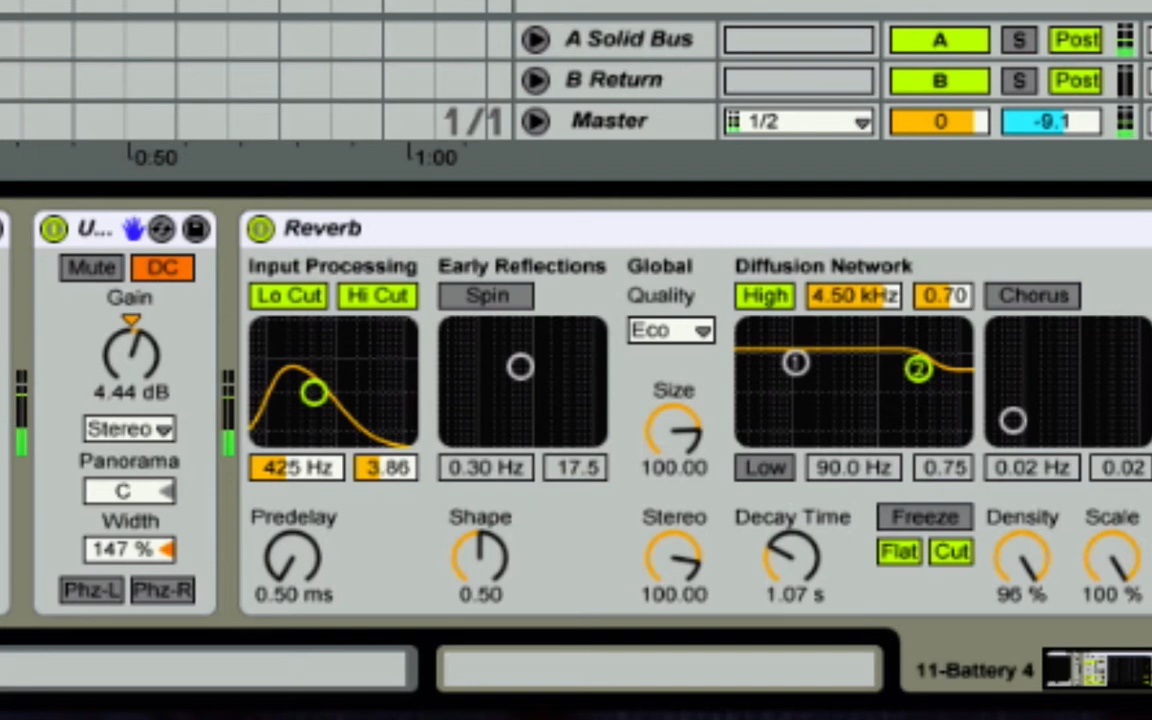 A Solid Bus A S Post
B Return B S Post
1/1 Master 1/2 0 -9.1
0:50 1:00
U... Reverb
Mute DC Input Processing Early Reflections Global Diffusion Network
Gain Lo Cut Hi Cut Spin Quality High 4.50 kHz 0.70 Chorus
Eco
1 2
4.44 dB Size
Stereo
Panorama 425 Hz 3.86 0.30 Hz 17.5 100.00 Low 90.0 Hz 0.75 0.02 Hz 0.02
C
Width Predelay Shape Stereo Decay Time Freeze Density Scale
147 % Flat Cut
Phz-L Phz-R 0.50 ms 0.50 100.00 1.07 s 96 % 100 %
11-Battery 4